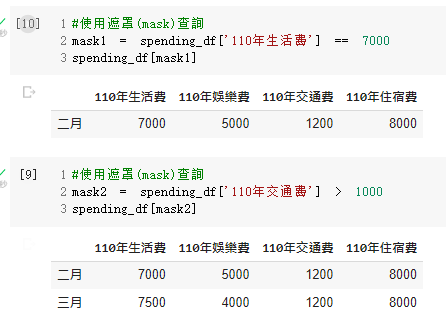 [10]
1 #使用遮罩(mask)查詢
2 mask1 = spending_df['110年生活費'] == 7000
3 spending_df[mask1]
110年生活費 110年娛樂費 110年交通費 110年住宿費
二月 7000 5000 1200 8000
[9]
1 #使用遮罩(mask)查詢
2 mask2 = spending_df['110年交通費'] > 1000
3 spending_df[mask2]
110年生活費 110年娛樂費 110年交通費 110年住宿費
二月 7000 5000 1200 8000
三月 7500 4000 1200 8000